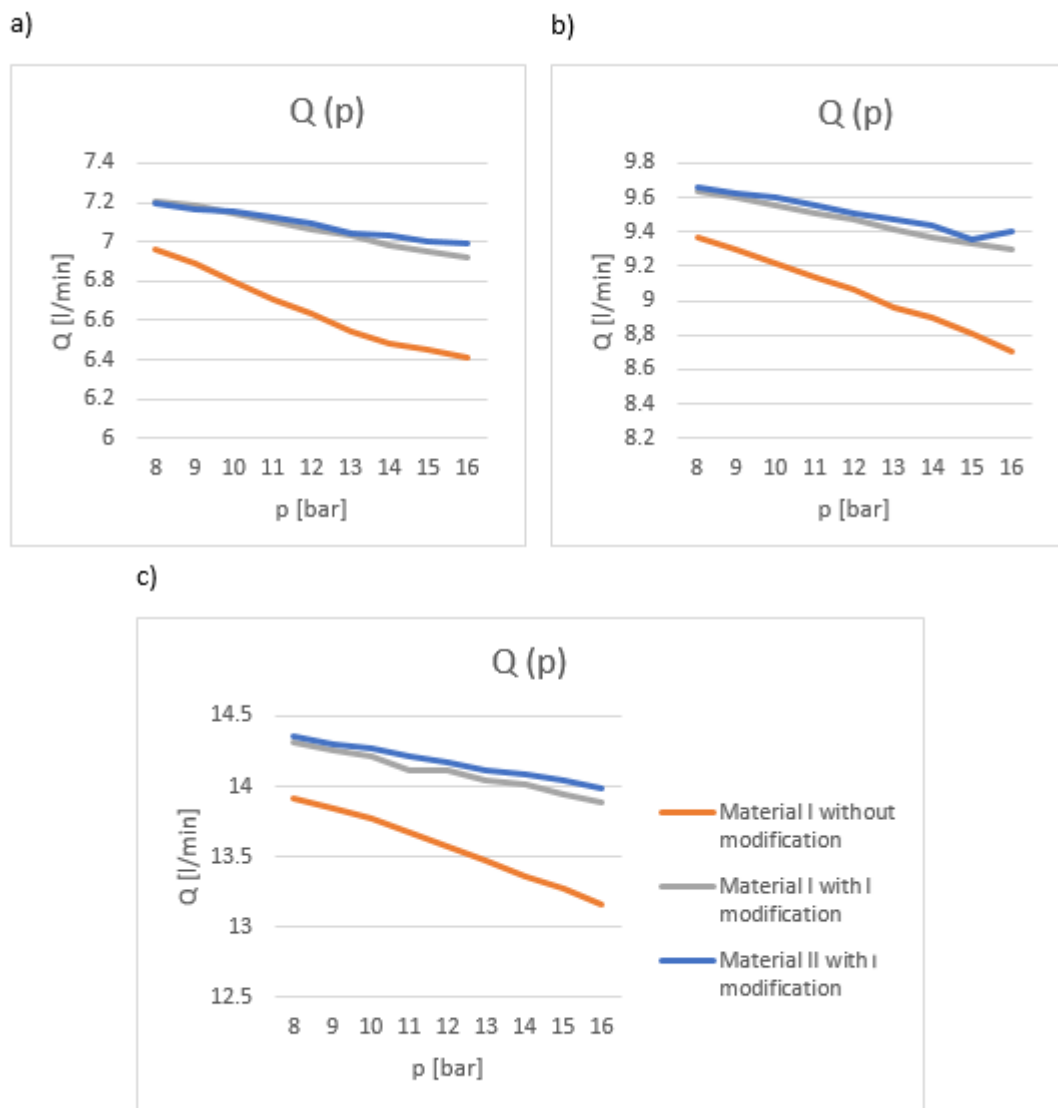 a)
Q (p)
7.4
7.2
7
6.8
6.6
6.4
6.2
6
Q [l/min]
8 9 10 11 12 13 14 15 16
p [bar]
b)
Q (p)
9.8
9.6
9.4
9.2
9
8.8
8.6
8.4
8.2
Q [l/min]
8 9 10 11 12 13 14 15 16
p [bar]
c)
Q (p)
14.5
14
13.5
13
12.5
Q [l/min]
8 9 10 11 12 13 14 15 16
p [bar]
Material I without
modification
Material I with I
modification
Material II with ı
modification